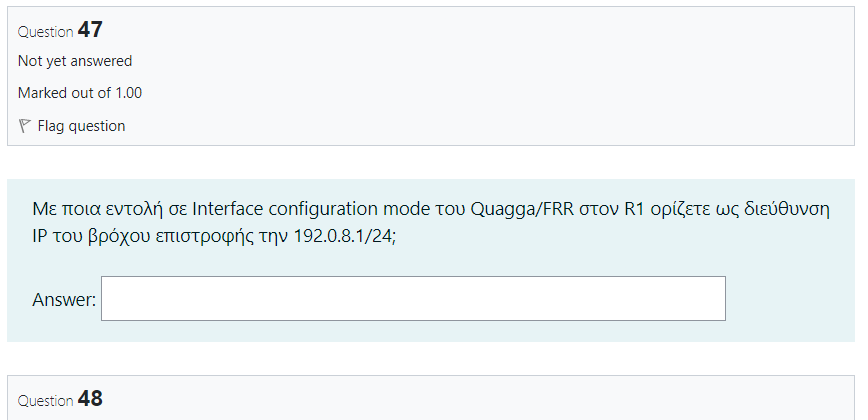 Question 47
Not yet answered
Marked out of 1.00
Flag question
Με ποια εντολή σε Interface configuration mode του Quagga/FRR στον R1 ορίζετε ως διεύθυνση
IP του βρόχου επιστροφής την 192.0.8.1/24;
Answer:
Question 48